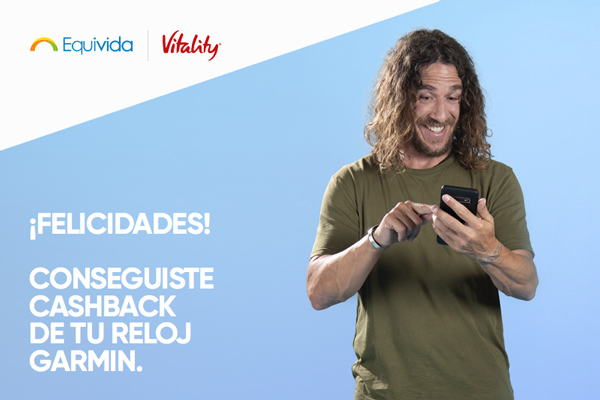 Equivida
Vitality
¡FELICIDADES!
CONSEGUISTE
CASHBACK
DE TU RELOJ
GARMIN.